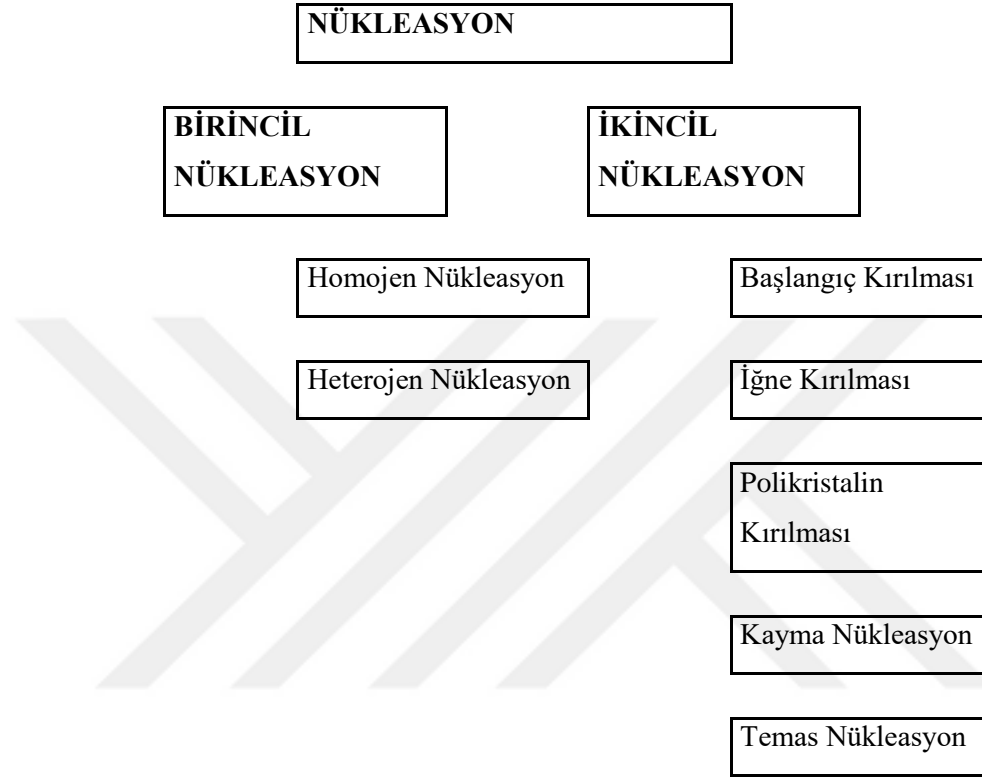 NÜKLEASYON
BİRİNCİL
NÜKLEASYON
İKİNCİL
NÜKLEASYON
Homojen Nükleasyon
Heterojen Nükleasyon
Başlangıç Kırılması
İğne Kırılması
Polikristalin
Kırılması
Kayma Nükleasyon
Temas Nükleasyon